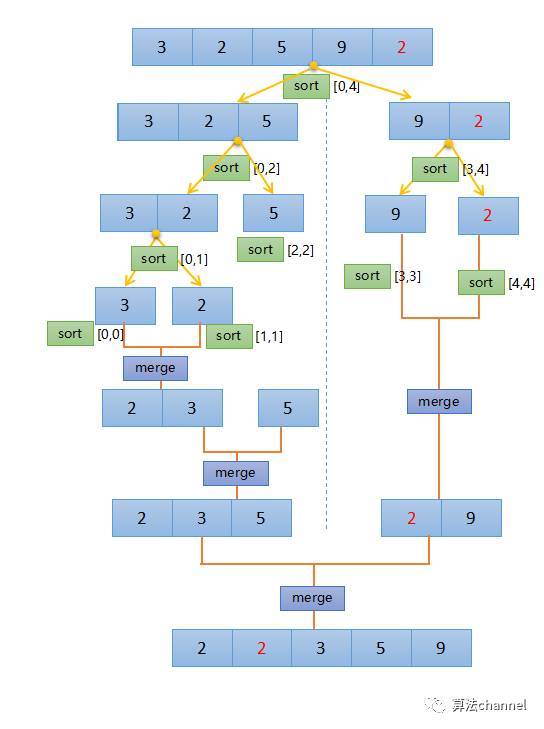 3 2 5 9 2
sort [0,4]
3 2 5 9 2
sort [0,2] sort [3,4]
3 2 5 9 2
sort [0,1] sort [2,2] sort [3,3] sort [4,4]
3 2
sort [0,0] sort [1,1]
merge
2 3 5 merge
merge
2 3 5 2 9
merge
2 2 3 5 9
算法channel